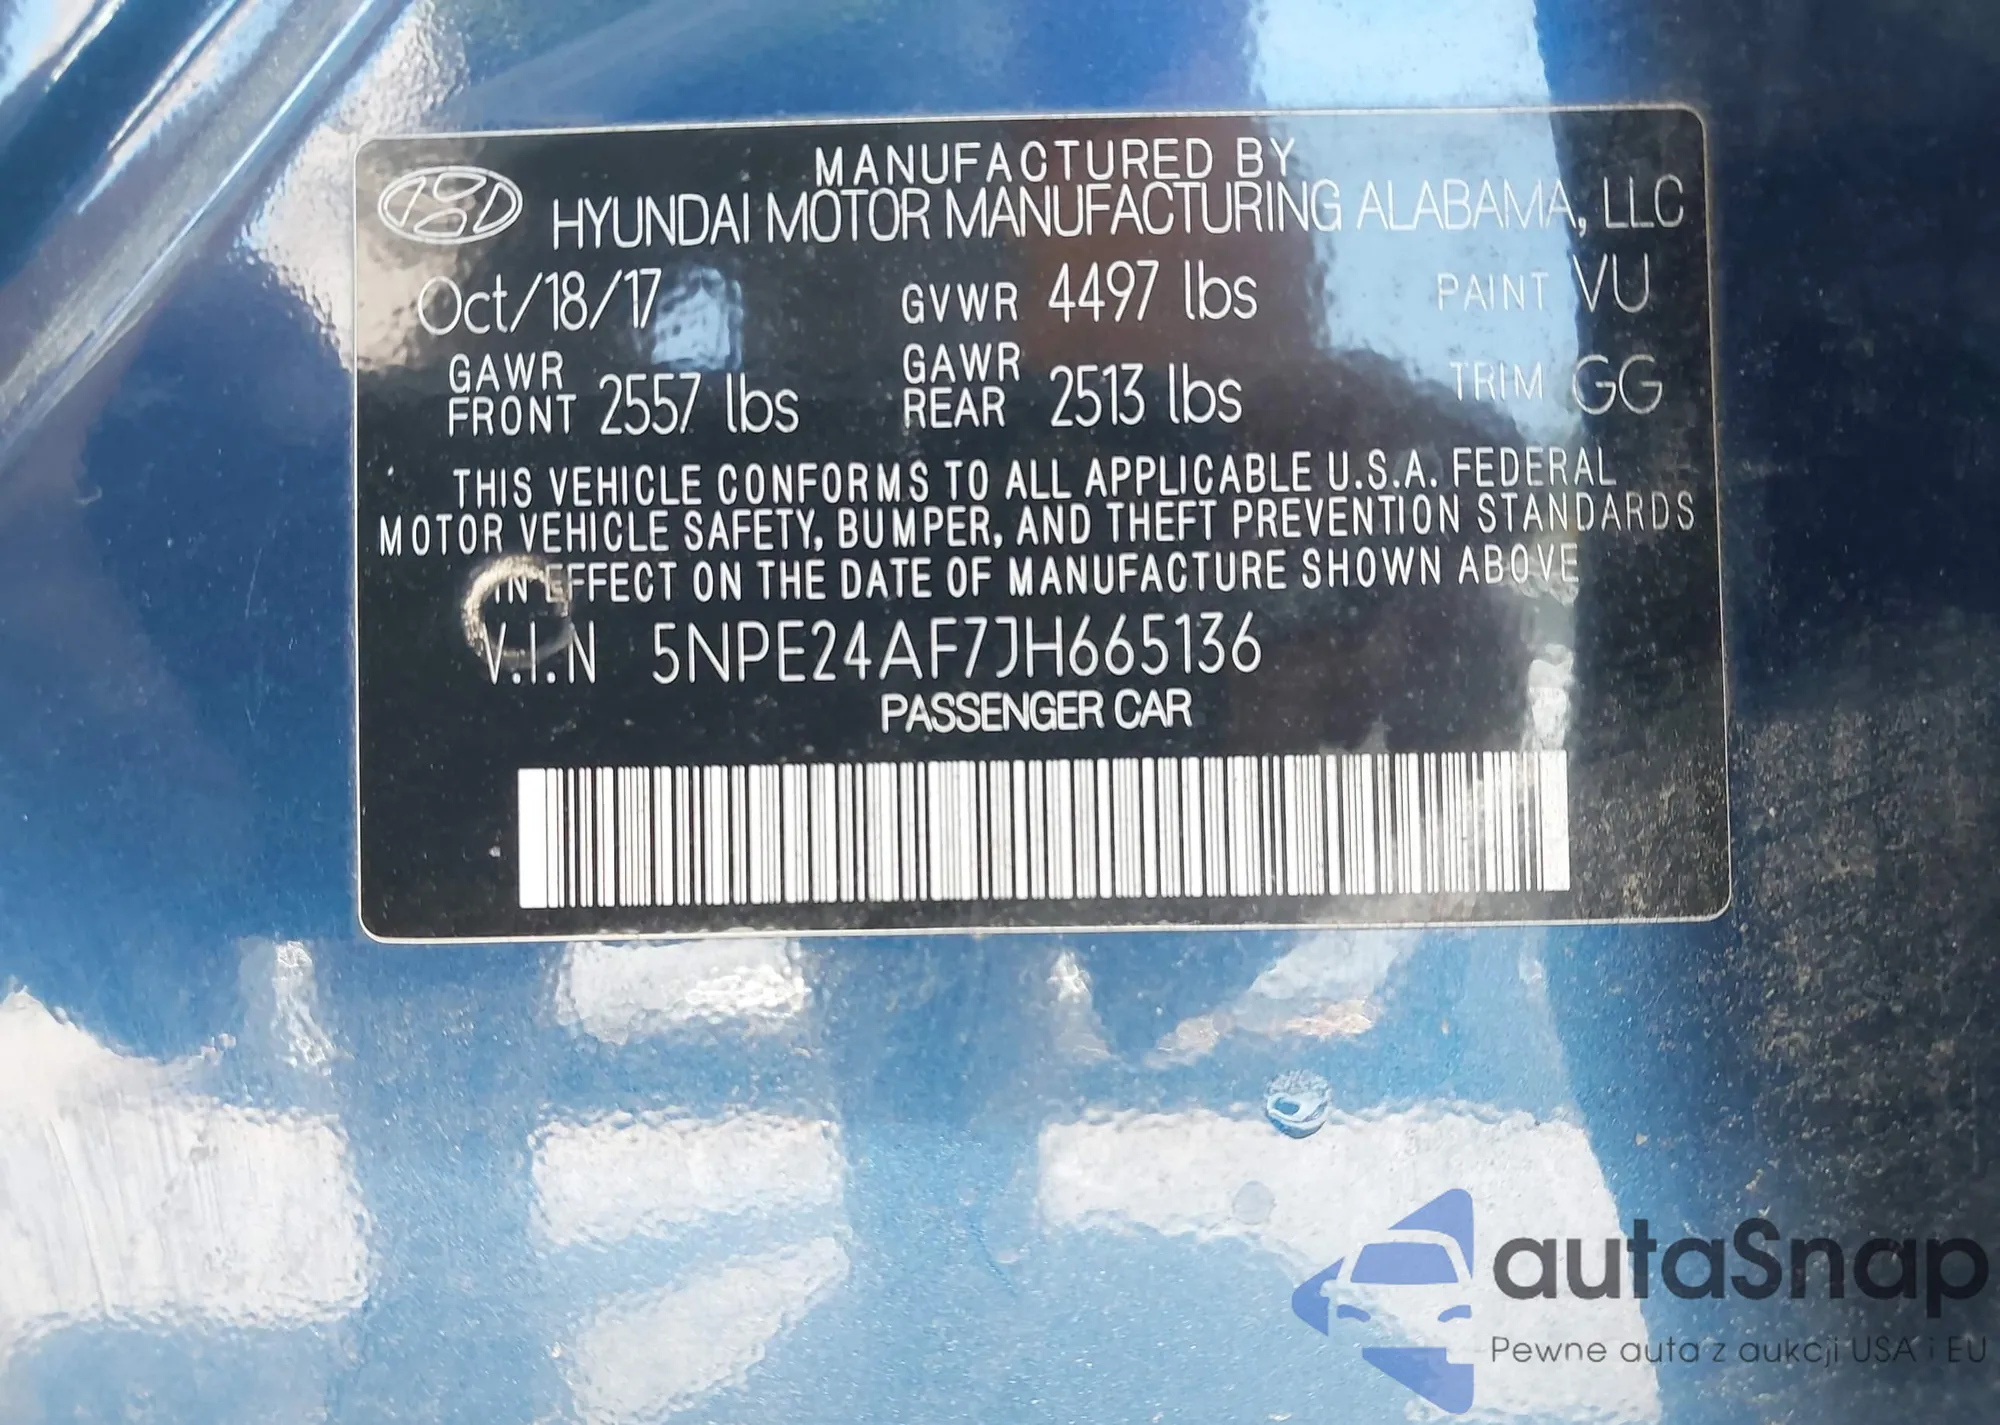 MANUFACTURED BY
HYUNDAI MOTOR MANUFACTURING ALABAMA, LLC
Oct/18/17 GVWR 4497 lbs PAINT VU
GAWR FRONT 2557 lbs GAWR REAR 2513 lbs TRIM GG
THIS VEHICLE CONFORMS TO ALL APPLICABLE U.S.A. FEDERAL
MOTOR VEHICLE SAFETY, BUMPER, AND THEFT PREVENTION STANDARDS
IN EFFECT ON THE DATE OF MANUFACTURE SHOWN ABOVE
V.I.N 5NPE24AF7JH665136
PASSENGER CAR
autaSnap
Pewne auta z aukcji USA i EU